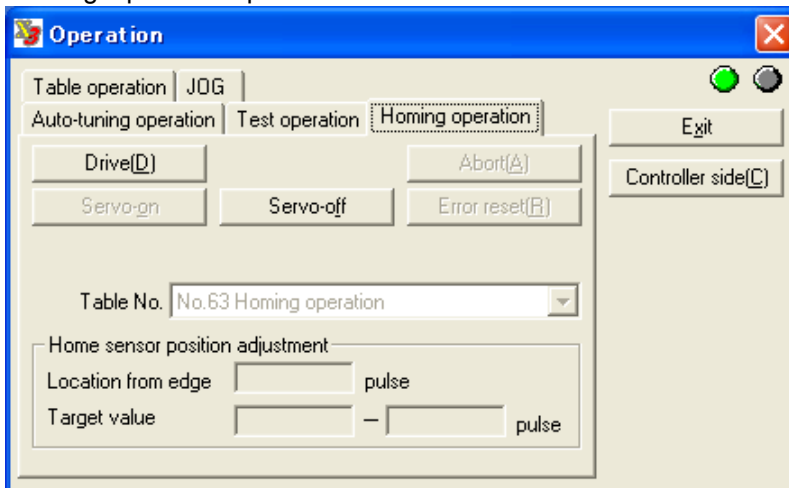 Operation
Table operation JOG
Auto-tuning operation Test operation Homing operation
Exit
Drive(D) Abort(A)
Controller side(C)
Servo-on Servo-off Error reset(R)
Table No. No.63 Homing operation
Home sensor position adjustment
Location from edge pulse
Target value – pulse